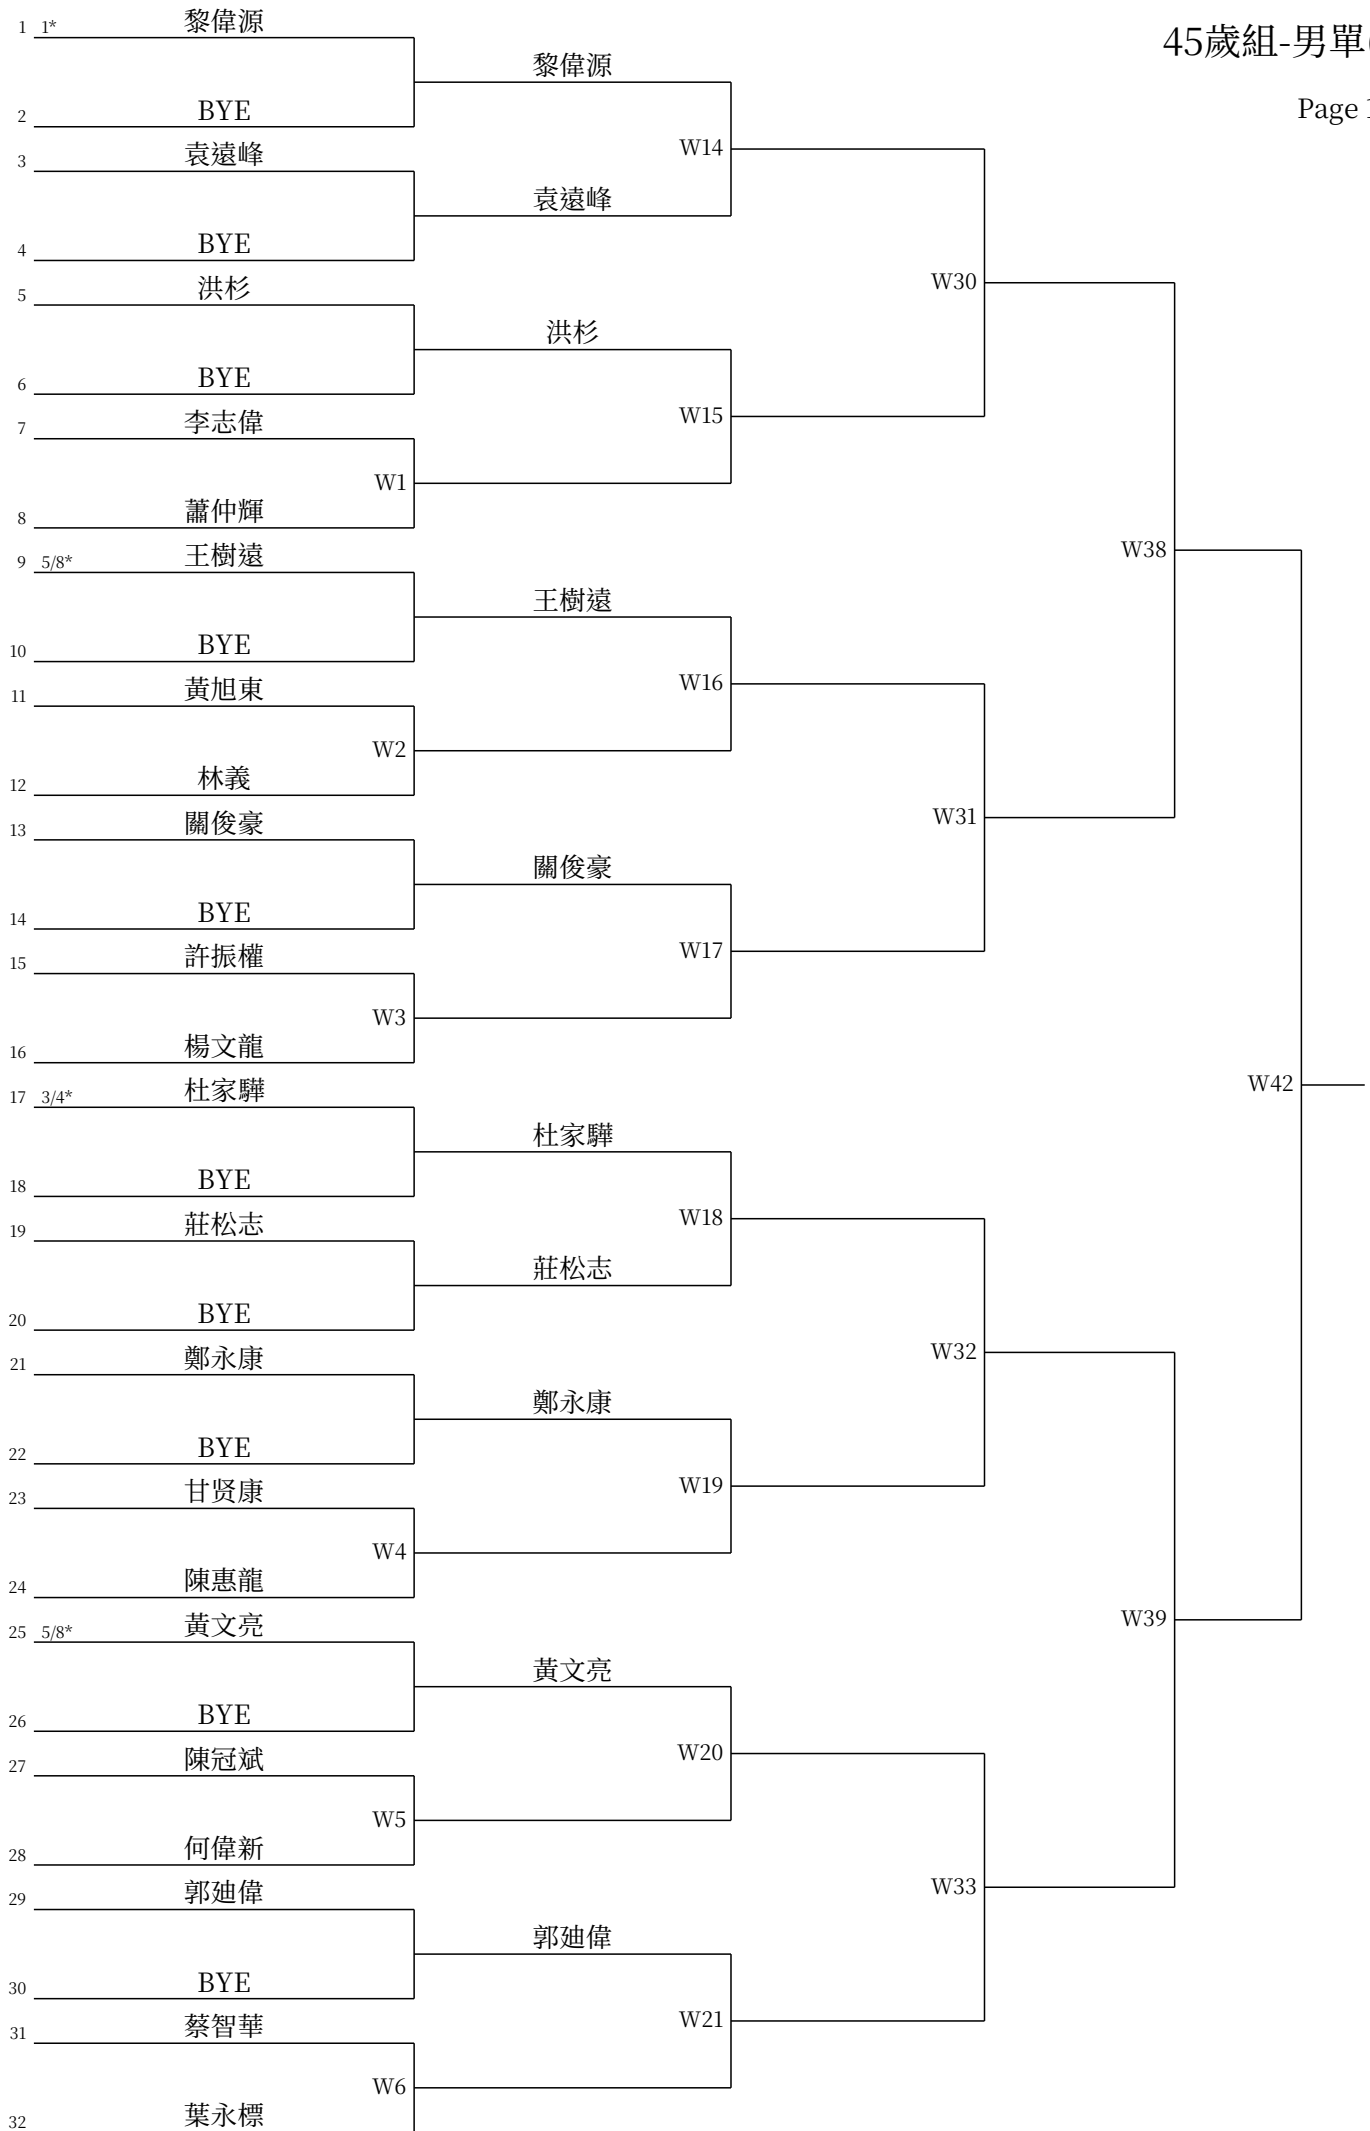 45歲組-男單
Page
1 1* 黎偉源
黎偉源
2 BYE
W14
3 袁遠峰
袁遠峰
4 BYE
W30
5 洪杉
洪杉
6 BYE
W15
7 李志偉
W1
8 蕭仲輝
W38
9 5/8* 王樹遠
王樹遠
10 BYE
W16
11 黃旭東
W2
12 林義
W31
13 關俊豪
關俊豪
14 BYE
W17
15 許振權
W3
16 楊文龍
W42
17 3/4* 杜家驊
杜家驊
18 BYE
W18
19 莊松志
莊松志
20 BYE
W32
21 鄭永康
鄭永康
22 BYE
W19
23 甘贤康
W4
24 陳惠龍
W39
25 5/8* 黃文亮
黃文亮
26 BYE
W20
27 陳冠斌
W5
28 何偉新
W33
29 郭廸偉
郭廸偉
30 BYE
W21
31 蔡智華
W6
32 葉永標